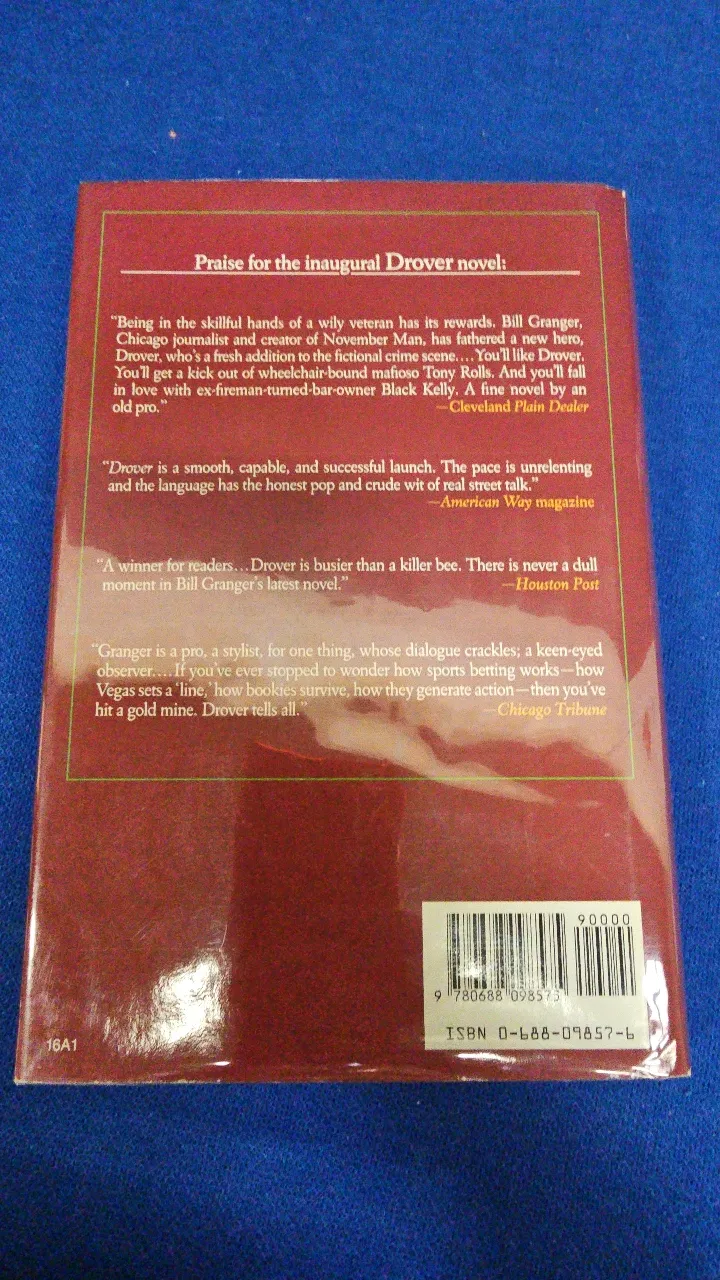 Praise for the inaugural Drover novel:
"Being in the skillful hands of a wily veteran has its rewards. Bill Granger,
Chicago journalist and creator of November Man, has fathered a new hero,
Drover, who's a fresh addition to the fictional crime scene.... You'll like Drover.
You'll get a kick out of wheelchair-bound mafioso Tony Rolls. And you'll fall
in love with ex-fireman-turned-bar-owner Black Kelly. A fine novel by an
old pro." —Cleveland Plain Dealer
"Drover is a smooth, capable, and successful launch. The pace is unrelenting
and the language has the honest pop and crude wit of real street talk."
—American Way magazine
"A winner for readers...Drover is busier than a killer bee. There is never a dull
moment in Bill Granger's latest novel." —Houston Post
"Granger is a pro, a stylist, for one thing, whose dialogue crackles; a keen-eyed
observer....If you've ever stopped to wonder how sports betting works—how
Vegas sets a 'line,' how bookies survive, how they generate action—then you've
hit a gold mine. Drover tells all." —Chicago Tribune
90000
9 780688 098575
ISBN 0-688-09857-6
16A1